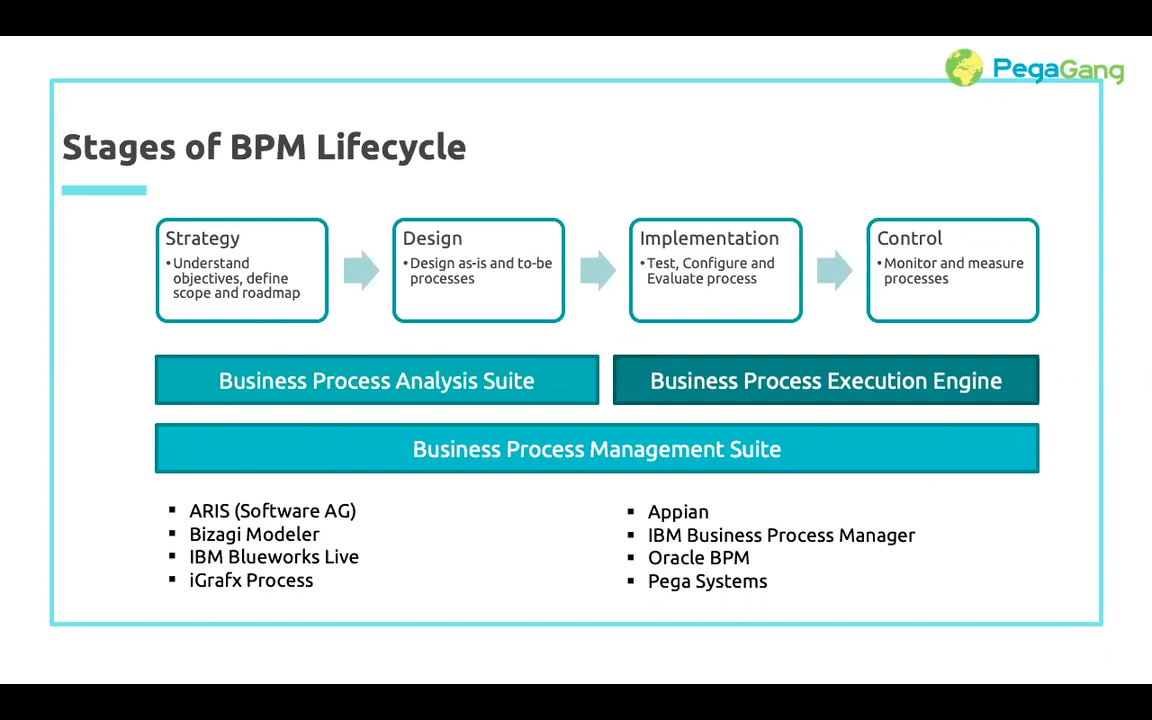 PegaGang
Stages of BPM Lifecycle
Strategy
•Understand
objectives, define
scope and roadmap
Design
•Design as-is and to-be
processes
Implementation
•Test, Configure and
Evaluate process
Control
•Monitor and measure
processes
Business Process Analysis Suite
Business Process Execution Engine
Business Process Management Suite
▪ ARIS (Software AG)
▪ Bizagi Modeler
▪ IBM Blueworks Live
▪ iGrafx Process
▪ Appian
▪ IBM Business Process Manager
▪ Oracle BPM
▪ Pega Systems